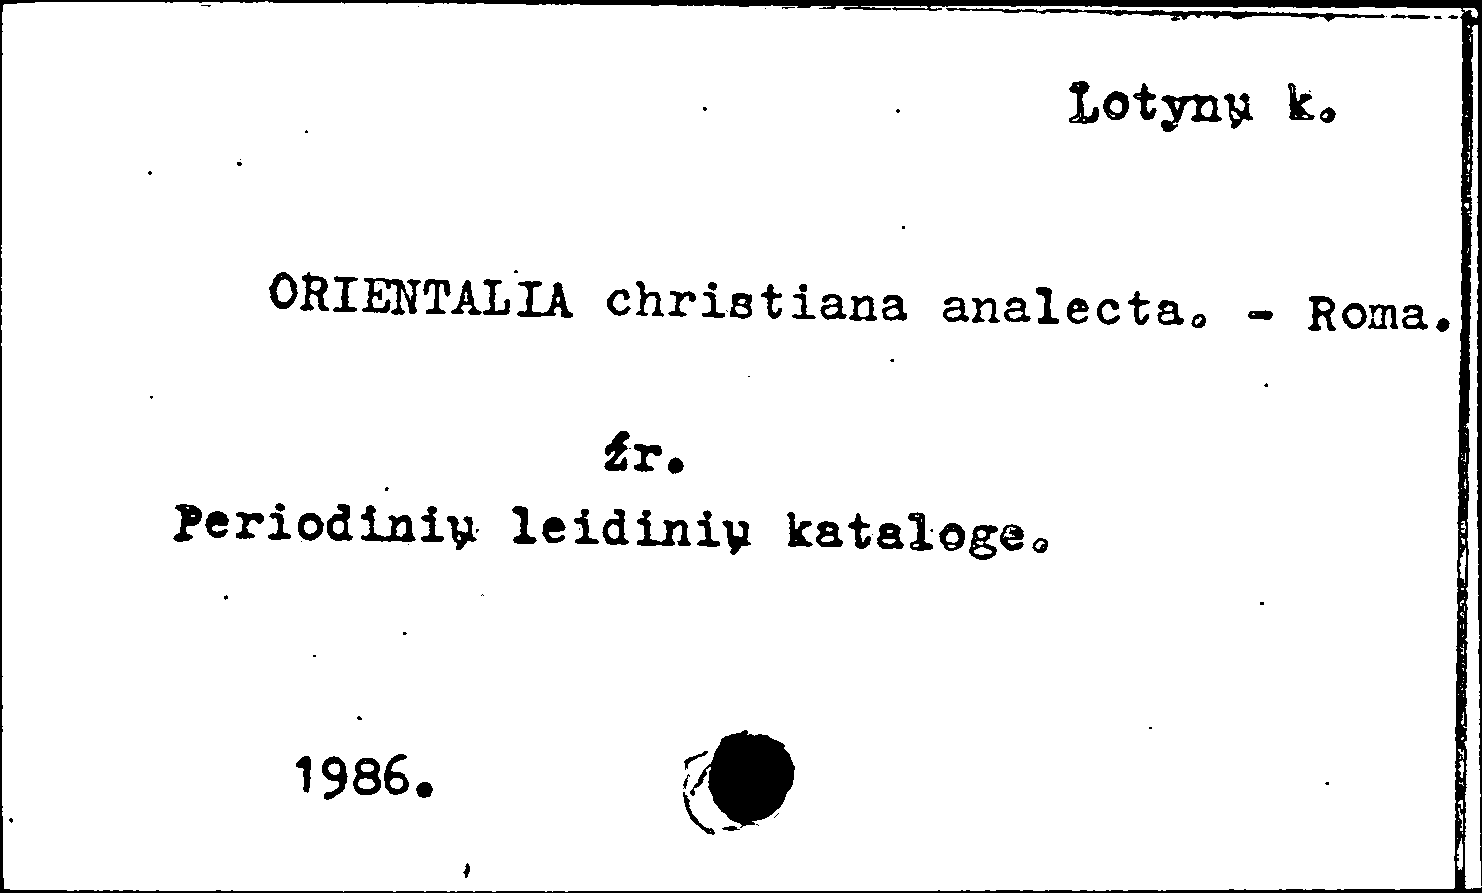 Lotynų k.
ORIENTALIA christiana analecta. - Roma.
žr.
Periodinių leidinių kataloge.
1986.